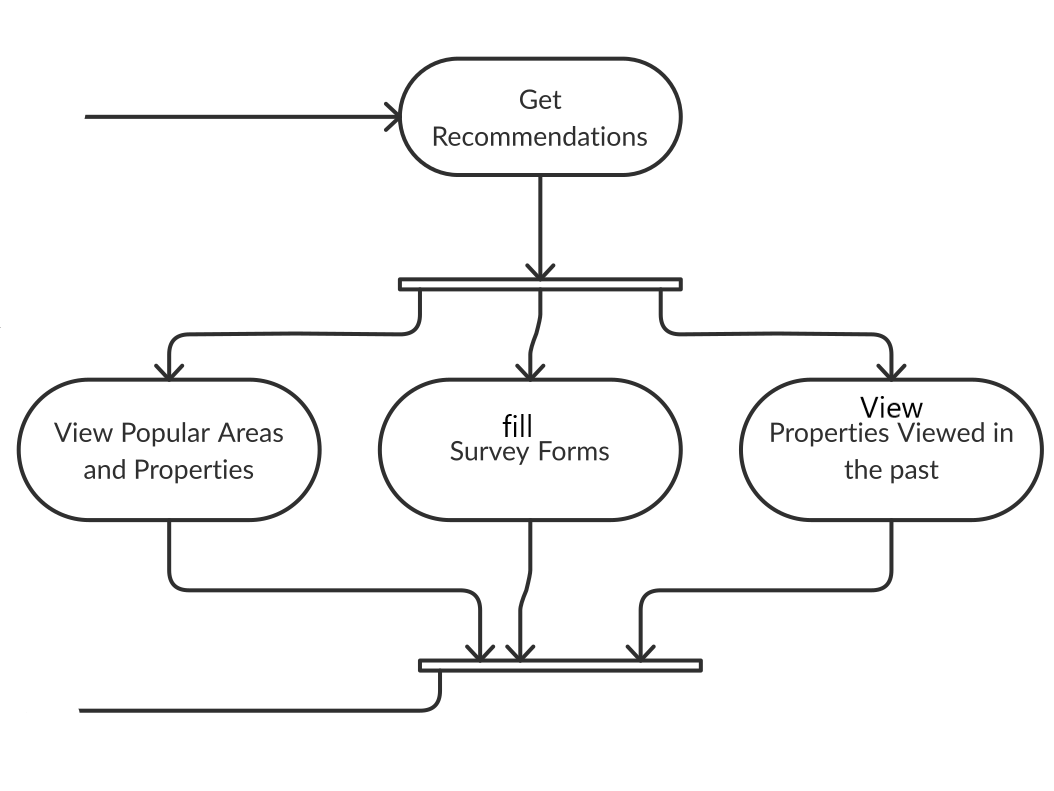 Get
Recommendations
View Popular Areas
and Properties
fill
Survey Forms
View
Properties Viewed in
the past